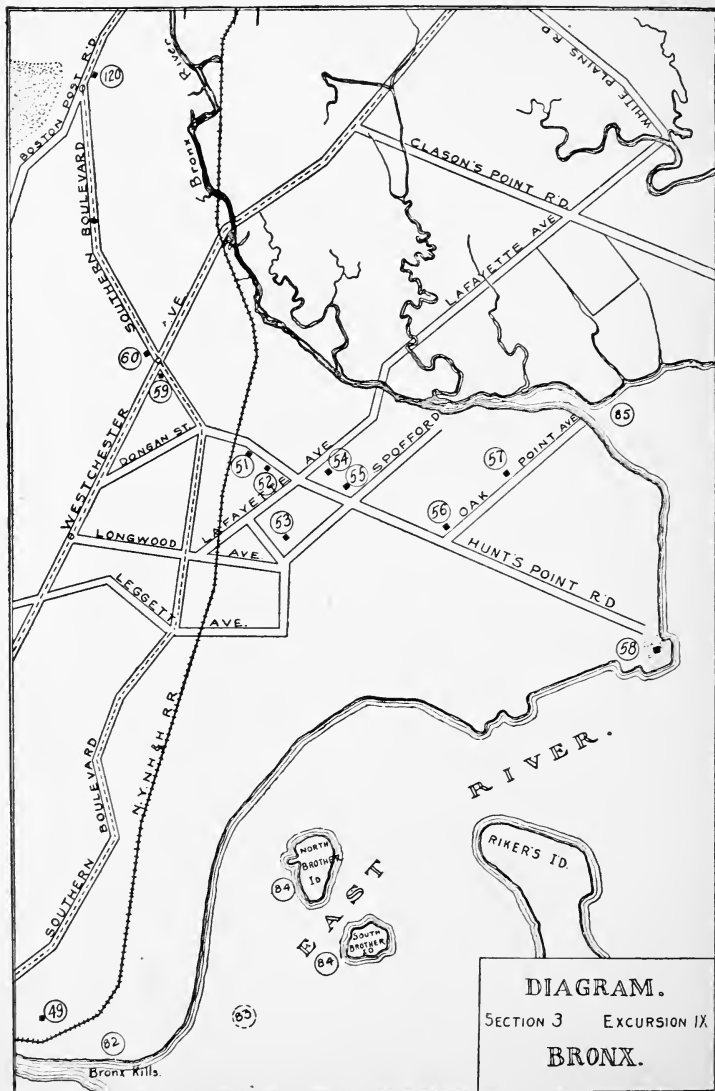 BOSTON POST R'D.
120
River
Bronx
WHITE PLAINS RD
CLASON'S POINT R'D.
SOUTHERN BOULEVARD
LAFAYETTE AVE
AVE
60
59
WESTCHESTER
DONGAN ST.
51
52
54
55
SPOFFORD
LAFAYETTE AVE
57
85
OAK POINT AVE
56
53
LONGWOOD AVE.
HUNT'S POINT R'D
LEGGETT AVE.
58
N.Y.N.H.& H. R.R.
SOUTHERN BOULEVARD
EAST RIVER.
NORTH
BROTHER
ID
84
RIKER'S ID.
SOUTH
BROTHER
ID
84
49
83
82
Bronx Kills.
DIAGRAM.
SECTION 3 EXCURSION IX
BRONX.